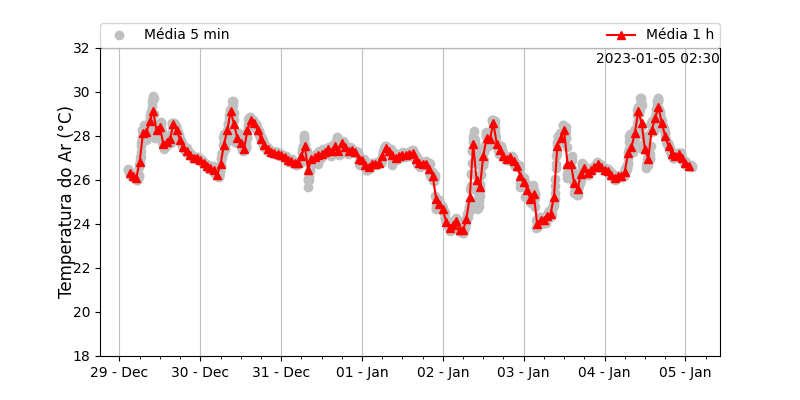 Média 5 min
Média 1 h
2023-01-05 02:30
Temperatura do Ar (°C)
32
30
28
26
24
22
20
18
29 - Dec
30 - Dec
31 - Dec
01 - Jan
02 - Jan
03 - Jan
04 - Jan
05 - Jan